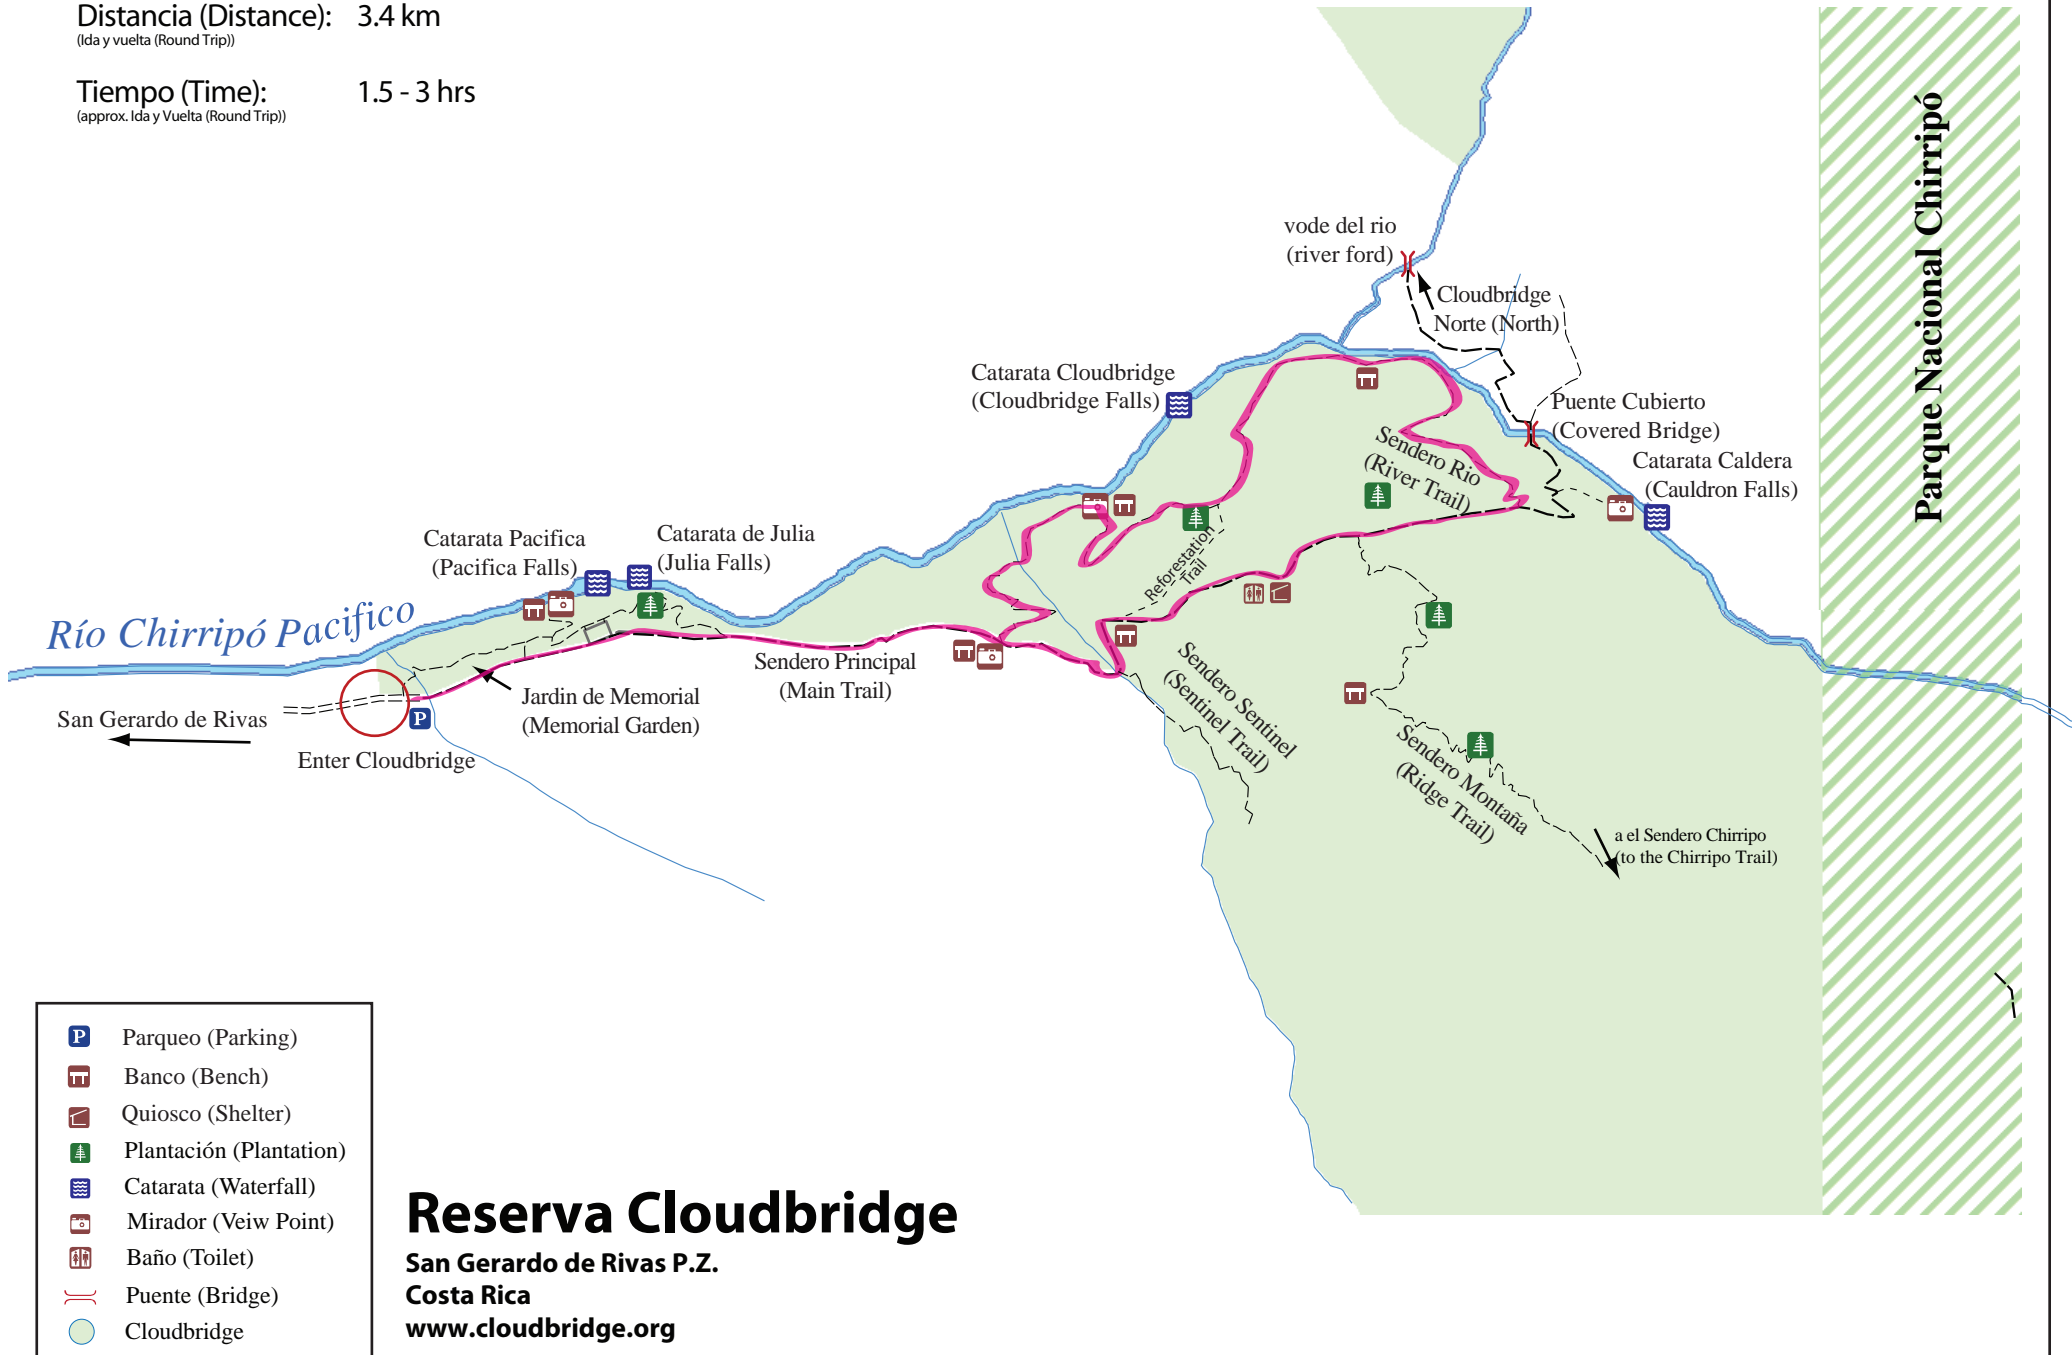 Distancia (Distance): 3.4 km
(Ida y vuelta (Round Trip))
Tiempo (Time): 1.5 - 3 hrs
(approx. Ida y Vuelta (Round Trip))
Parque Nacional Chirripó
vode del rio
(river ford)
Cloudbridge
Norte (North)
Catarata Cloudbridge
(Cloudbridge Falls)
Puente Cubierto
(Covered Bridge)
Sendero Rio
(River Trail)
Catarata Caldera
(Cauldron Falls)
Catarata Pacifica
(Pacifica Falls)
Catarata de Julia
(Julia Falls)
Reforestation
Trail
Río Chirripó Pacifico
Sendero Principal
(Main Trail)
Sendero Sentinel
(Sentinel Trail)
Jardin de Memorial
(Memorial Garden)
San Gerardo de Rivas
P
Enter Cloudbridge
Sendero Montaña
(Ridge Trail)
a el Sendero Chirripo
(to the Chirripo Trail)
P Parqueo (Parking)
Banco (Bench)
Quiosco (Shelter)
Plantación (Plantation)
Catarata (Waterfall)
Mirador (Veiw Point)
Baño (Toilet)
Puente (Bridge)
Cloudbridge
Reserva Cloudbridge
San Gerardo de Rivas P.Z.
Costa Rica
www.cloudbridge.org